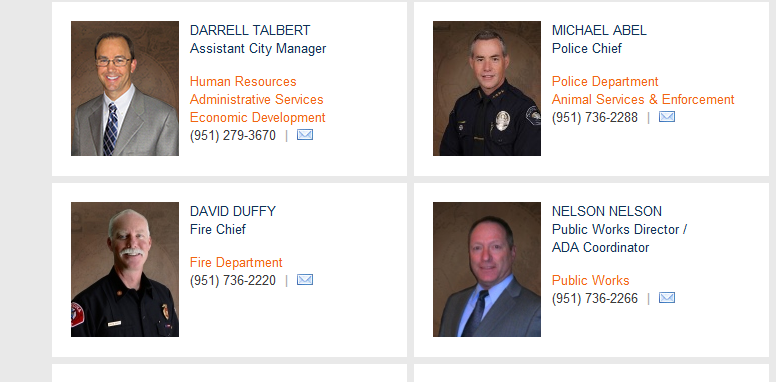 DARRELL TALBERT
Assistant City Manager
Human Resources
Administrative Services
Economic Development
(951) 279-3670 |
MICHAEL ABEL
Police Chief
Police Department
Animal Services & Enforcement
(951) 736-2288 |
DAVID DUFFY
Fire Chief
Fire Department
(951) 736-2220 |
NELSON NELSON
Public Works Director /
ADA Coordinator
Public Works
(951) 736-2266 |